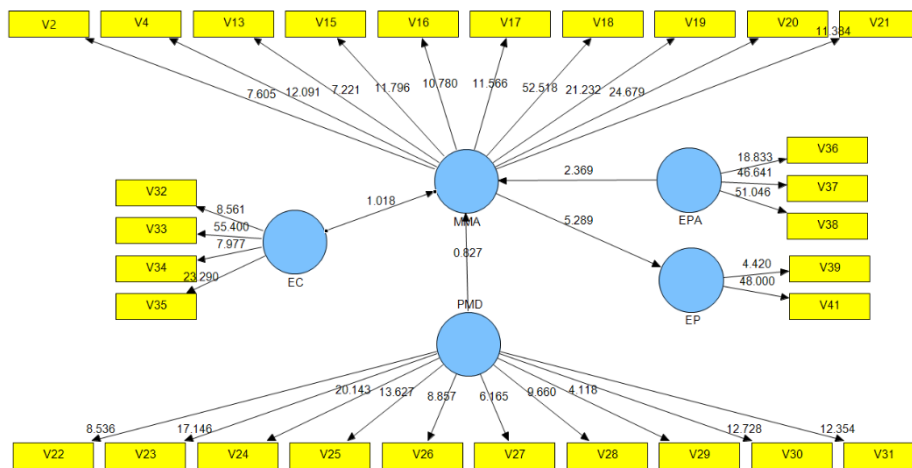 V2 V4 V13 V15 V16 V17 V18 V19 V20 V21
11.384
7.605 12.091 7.221 11.796 10.780 11.566 52.518 21.232 24.679
V36
18.833
V37
46.641
V38
51.046
2.369
EPA
MMA
V32
8.561
V33
55.400
V34
7.977
V35
23.290
1.018
EC
5.289
0.827
V39
4.420
V41
48.000
EP
PMD
8.536 17.146 20.143 13.627 8.857 6.165 9.660 4.118 12.728 12.354
V22 V23 V24 V25 V26 V27 V28 V29 V30 V31